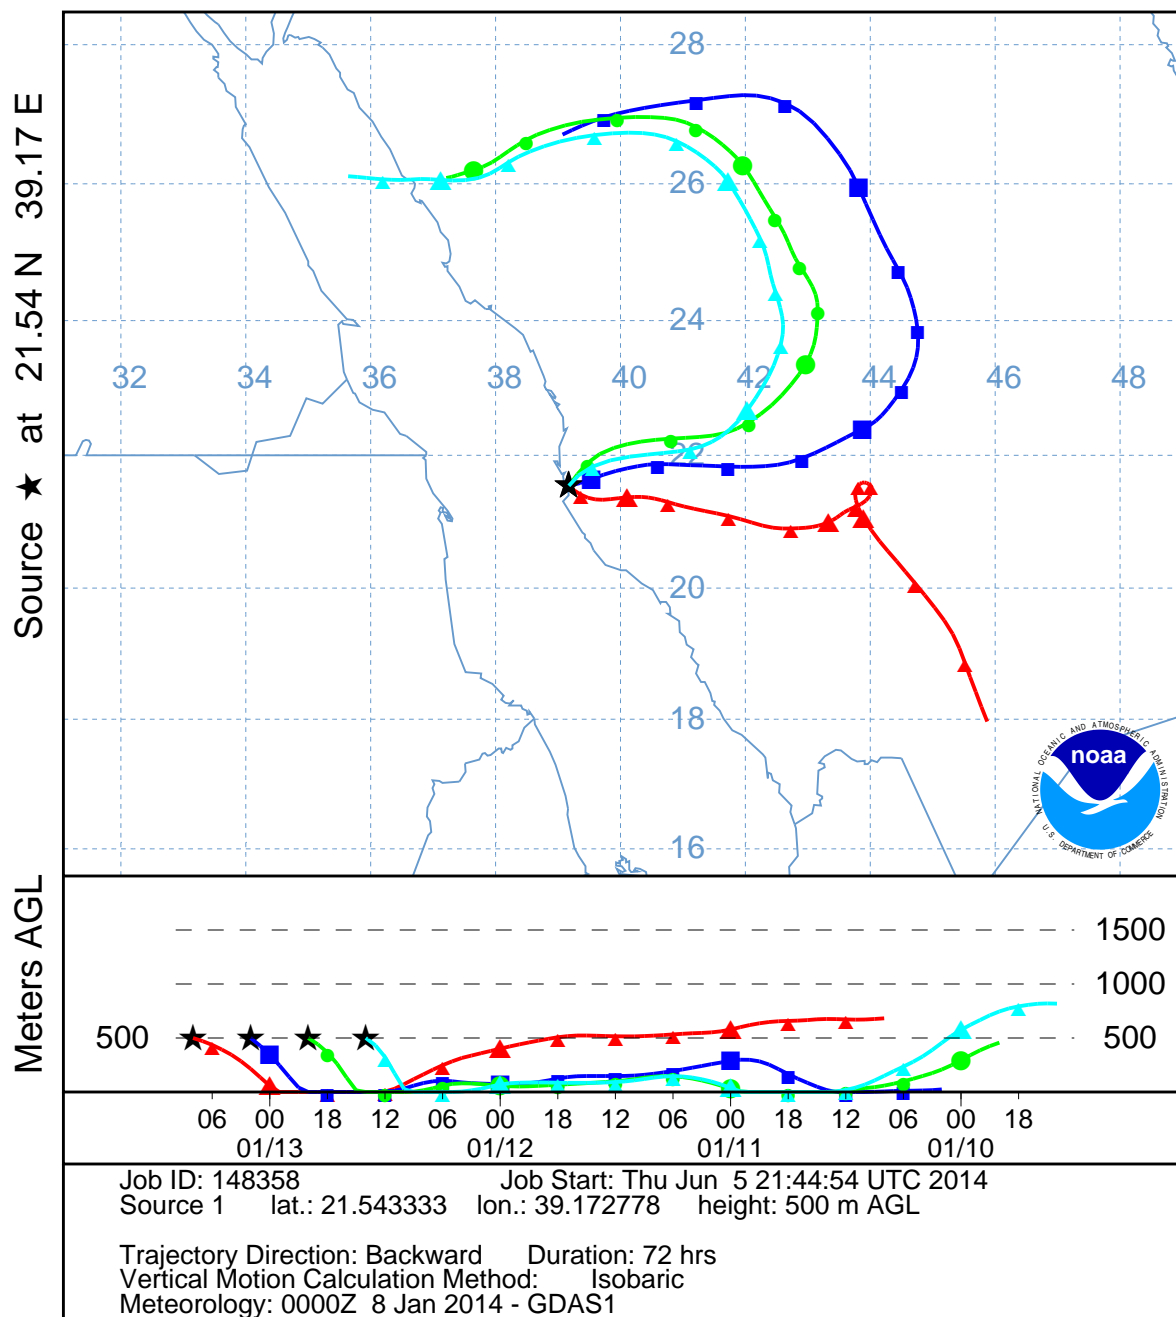 Source ★ at 21.54 N 39.17 E
28
26
24
32 34 36 38 40 42 44 46 48
22
20
18
16
NATIONAL OCEANIC AND ATMOSPHERIC ADMINISTRATION
noaa
U.S. DEPARTMENT OF COMMERCE
Meters AGL
1500
1000
500 500
06 00 18 12 06 00 18 12 06 00 18 12 06 00 18
01/13 01/12 01/11 01/10
Job ID: 148358 Job Start: Thu Jun 5 21:44:54 UTC 2014
Source 1 lat.: 21.543333 lon.: 39.172778 height: 500 m AGL
Trajectory Direction: Backward Duration: 72 hrs
Vertical Motion Calculation Method: Isobaric
Meteorology: 0000Z 8 Jan 2014 - GDAS1